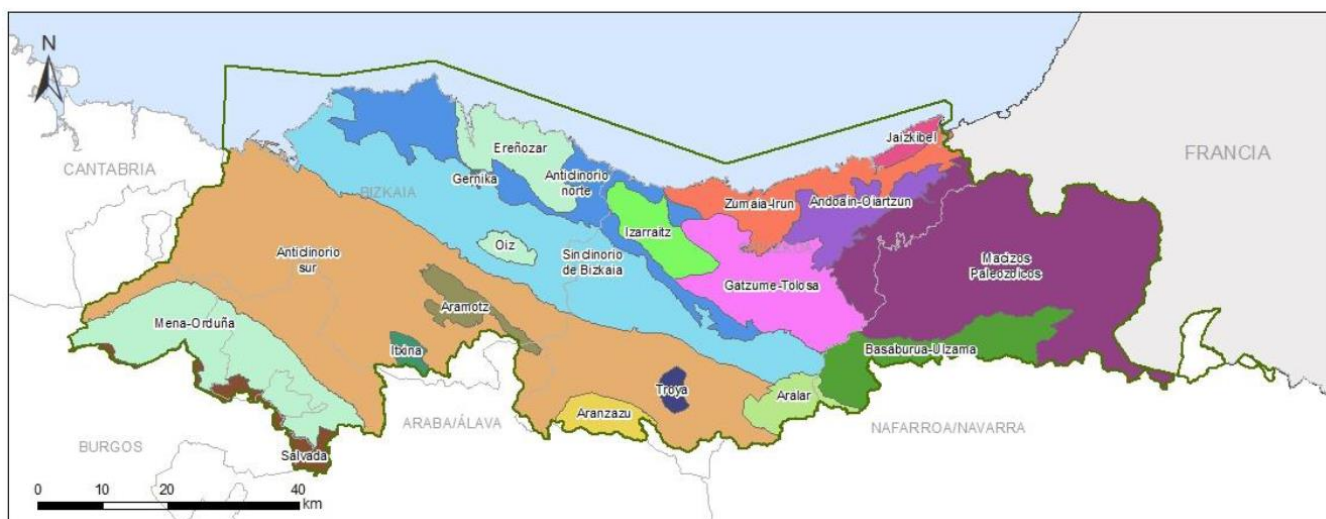 N
CANTABRIA
BIZKAIA
FRANCIA
BURGOS
ARABA/ÁLAVA
NAFARROA/NAVARRA
Jaizkibel
Ereñozar
Gernika
Anticlinorio
norte
Zumaia-Irun
Andoain-Oiartzun
Izarraitz
Oiz
Sinclinorio
de Bizkaia
Anticlinorio
sur
Macizos
Paleozoicos
Gatzume-Tolosa
Aramotz
Mena-Orduña
Itxina
Basaburua-Ulzama
Troya
Aralar
Aranzazu
Salvada
0 10 20 40
km